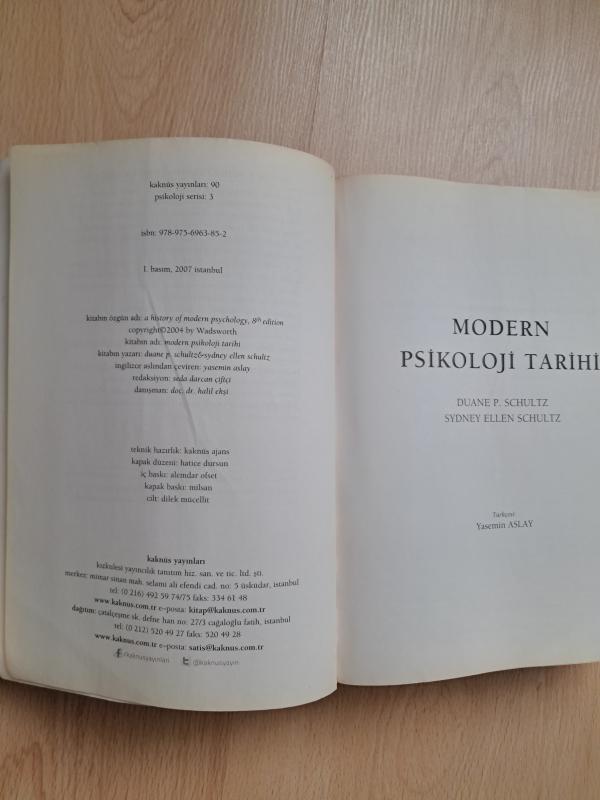 kaknüs yayınları: 90
psikoloji serisi: 3
isbn: 978-975-6963-85-2
1. basım, 2007 istanbul
kitabın özgün adı: a history of modern psychology, 8th edition
copyright©2004 by Wadsworth
kitabın adı: modern psikoloji tarihi
kitabın yazarı: duane p. schultz&sydney ellen schultz
ingilizce aslından çeviren: yasemin aslay
redaksiyon: seda darcan çiftçi
danışman: doç. dr. halil ekşi
teknik hazırlık: kaknüs ajans
kapak düzeni: hatice dursun
iç baskı: alemdar ofset
kapak baskı: milsan
cilt: dilek mücellit
kaknüs yayınları
kızkulesi yayıncılık tanıtım hiz. san. ve tic. ltd. şti.
merkez: mimar sinan mah. selami ali efendi cad. no: 5 üsküdar, istanbul
tel: (0 216) 492 59 74/75 faks: 334 61 48
www.kaknus.com.tr e-posta: kitap@kaknus.com.tr
dağıtım: çatalçeşme sk. defne han no: 27/3 cağaloğlu fatih, istanbul
tel: (0 212) 520 49 27 faks: 520 49 28
www.kaknus.com.tr e-posta: satis@kaknus.com.tr
/kaknusyayinlari @kaknusyayin
MODERN
PSİKOLOJİ TARİHİ
DUANE P. SCHULTZ
SYDNEY ELLEN SCHULTZ
Türkçesi
Yasemin ASLAY